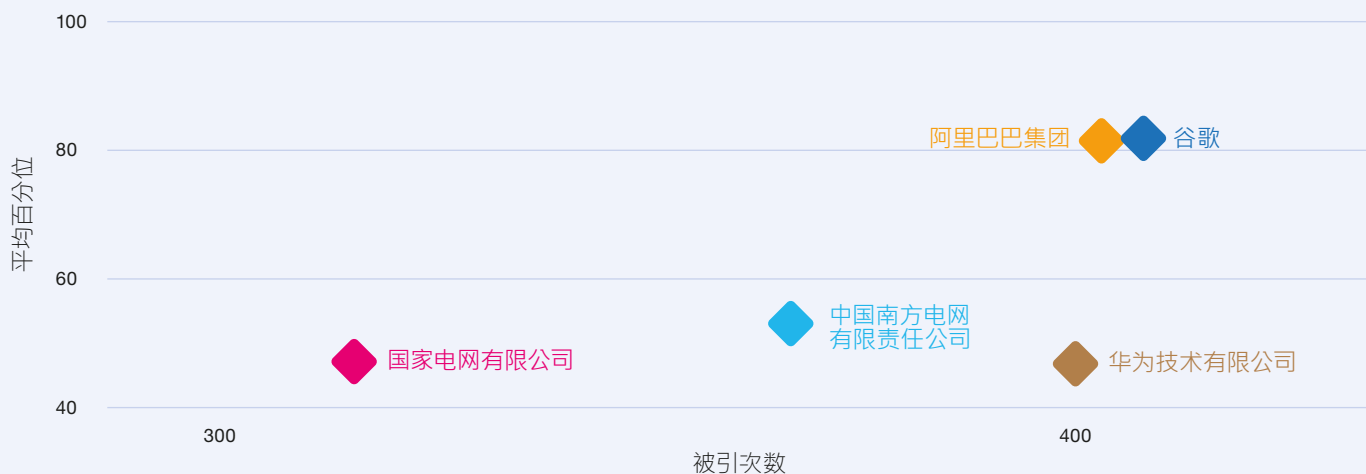 100
80
60
40
平均百分位
阿里巴巴集团
谷歌
中国南方电网
有限责任公司
国家电网有限公司
华为技术有限公司
300
400
被引次数